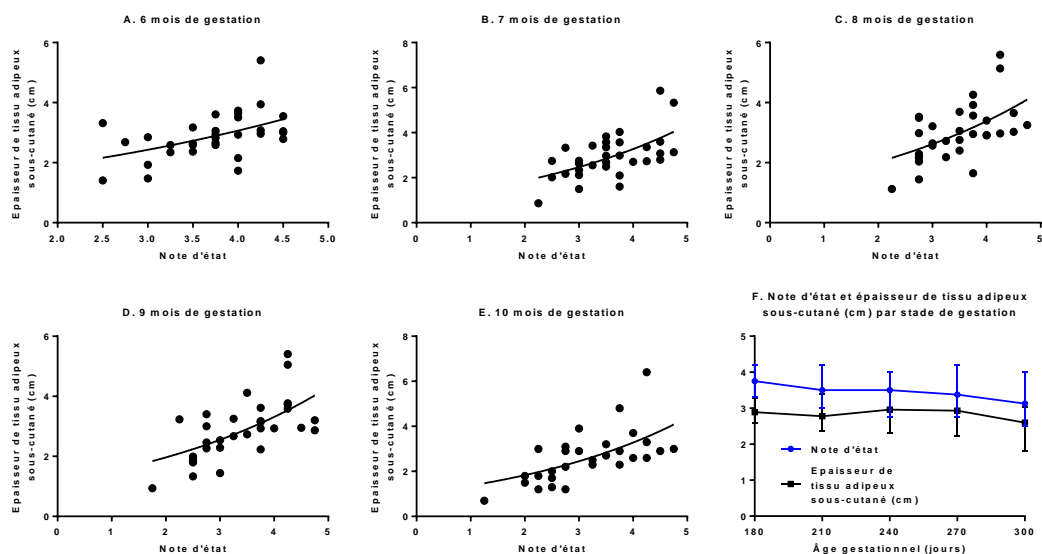 A. 6 mois de gestation
Epaisseur de tissu adipeux
sous-cutané (cm)
6
4
2
0
2.0
2.5
3.0
3.5
4.0
4.5
5.0
Note d'état
B. 7 mois de gestation
Epaisseur de tissu adipeux
sous-cutané (cm)
8
6
4
2
0
0
1
2
3
4
5
Note d'état
C. 8 mois de gestation
Epaisseur de tissu adipeux
sous-cutané (cm)
6
4
2
0
0
1
2
3
4
5
Note d'état
D. 9 mois de gestation
Epaisseur de tissu adipeux
sous-cutané (cm)
6
4
2
0
0
1
2
3
4
5
Note d'état
E. 10 mois de gestation
Epaisseur de tissu adipeux
sous-cutané (cm)
8
6
4
2
0
0
1
2
3
4
5
Note d'état
F. Note d'état et épaisseur de tissu adipeux
sous-cutané (cm) par stade de gestation
5
4
3
2
1
0
180
210
240
270
300
Note d'état
Epaisseur de
tissu adipeux
sous-cutané (cm)
Âge gestationnel (jours)